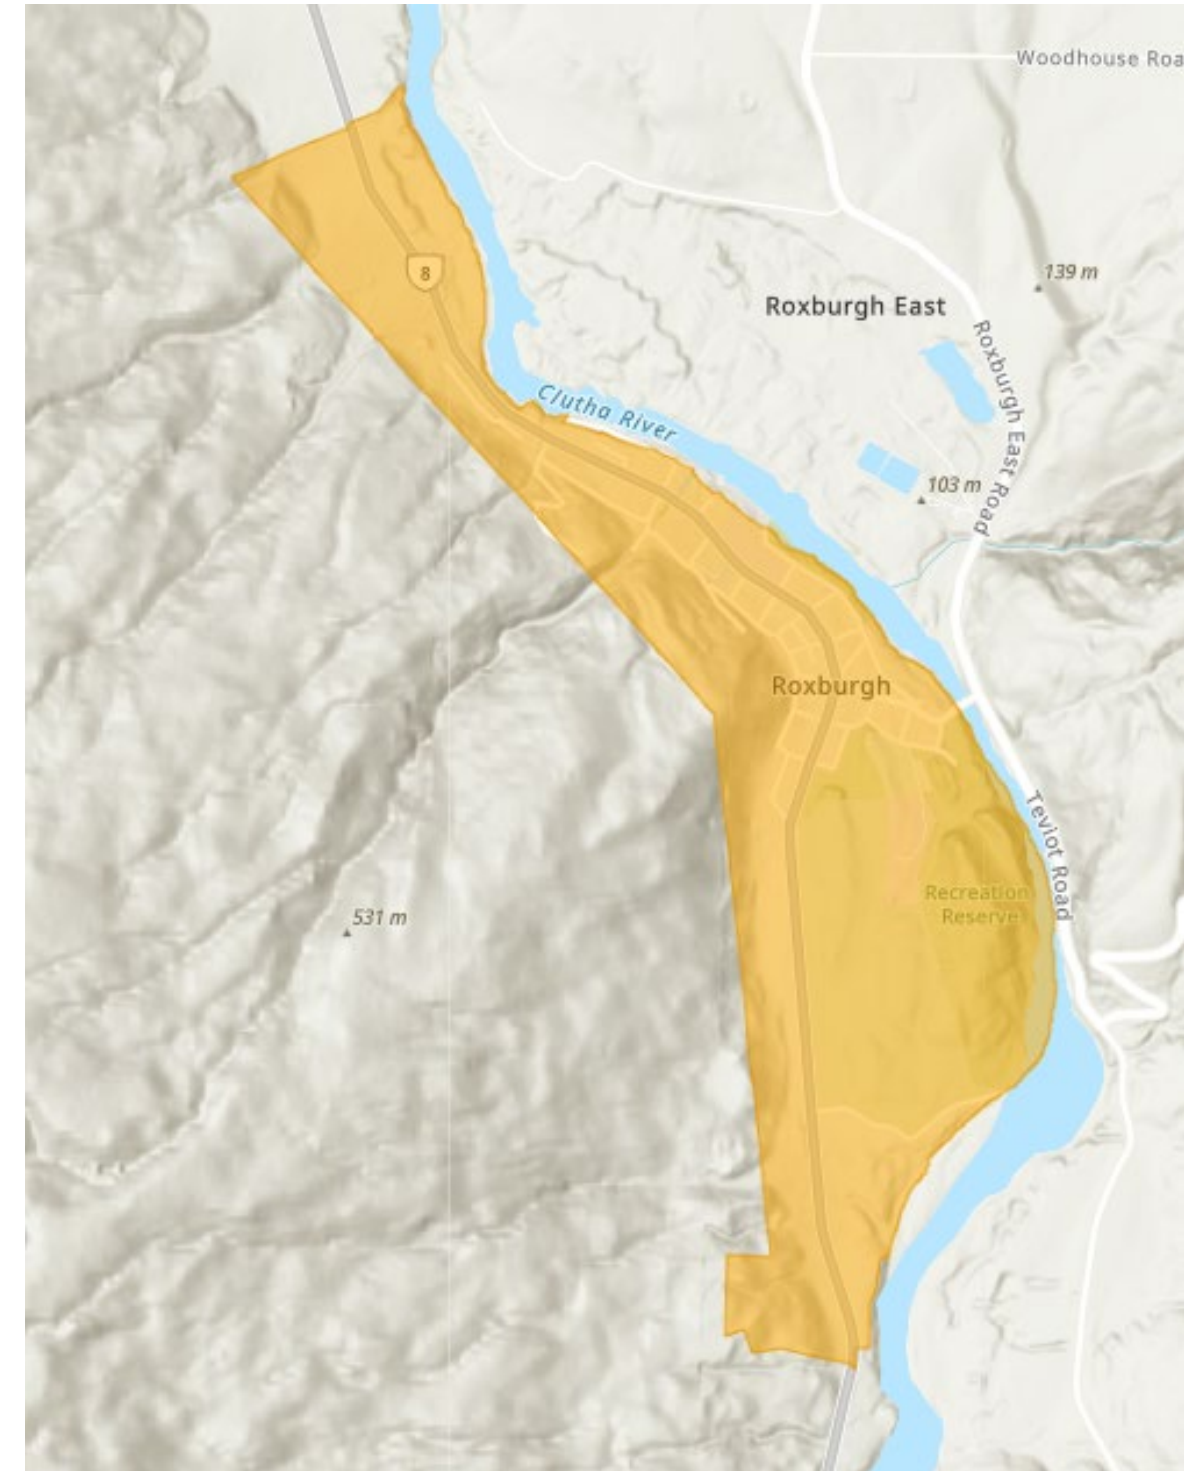 Woodhouse Roa
139 m
8
Roxburgh East
Roxburgh East Road
Clutha River
103 m
Roxburgh
Teviot Road
Recreation
Reserve
531 m